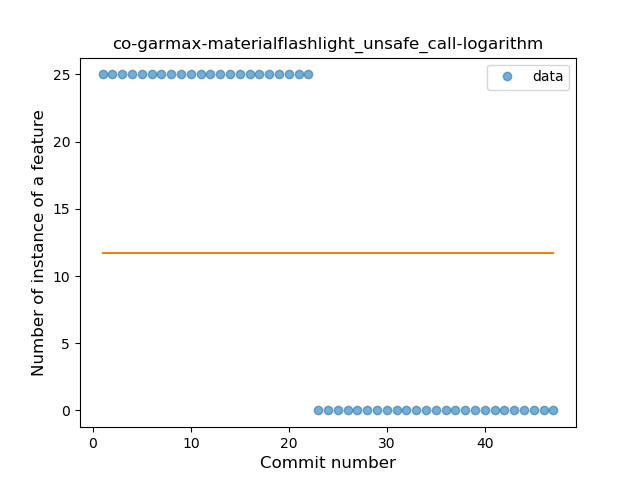 co-garmax-materialflashlight_unsafe_call-logarithm
data
Number of instance of a feature
25
20
15
10
5
0
0 10 20 30 40
Commit number